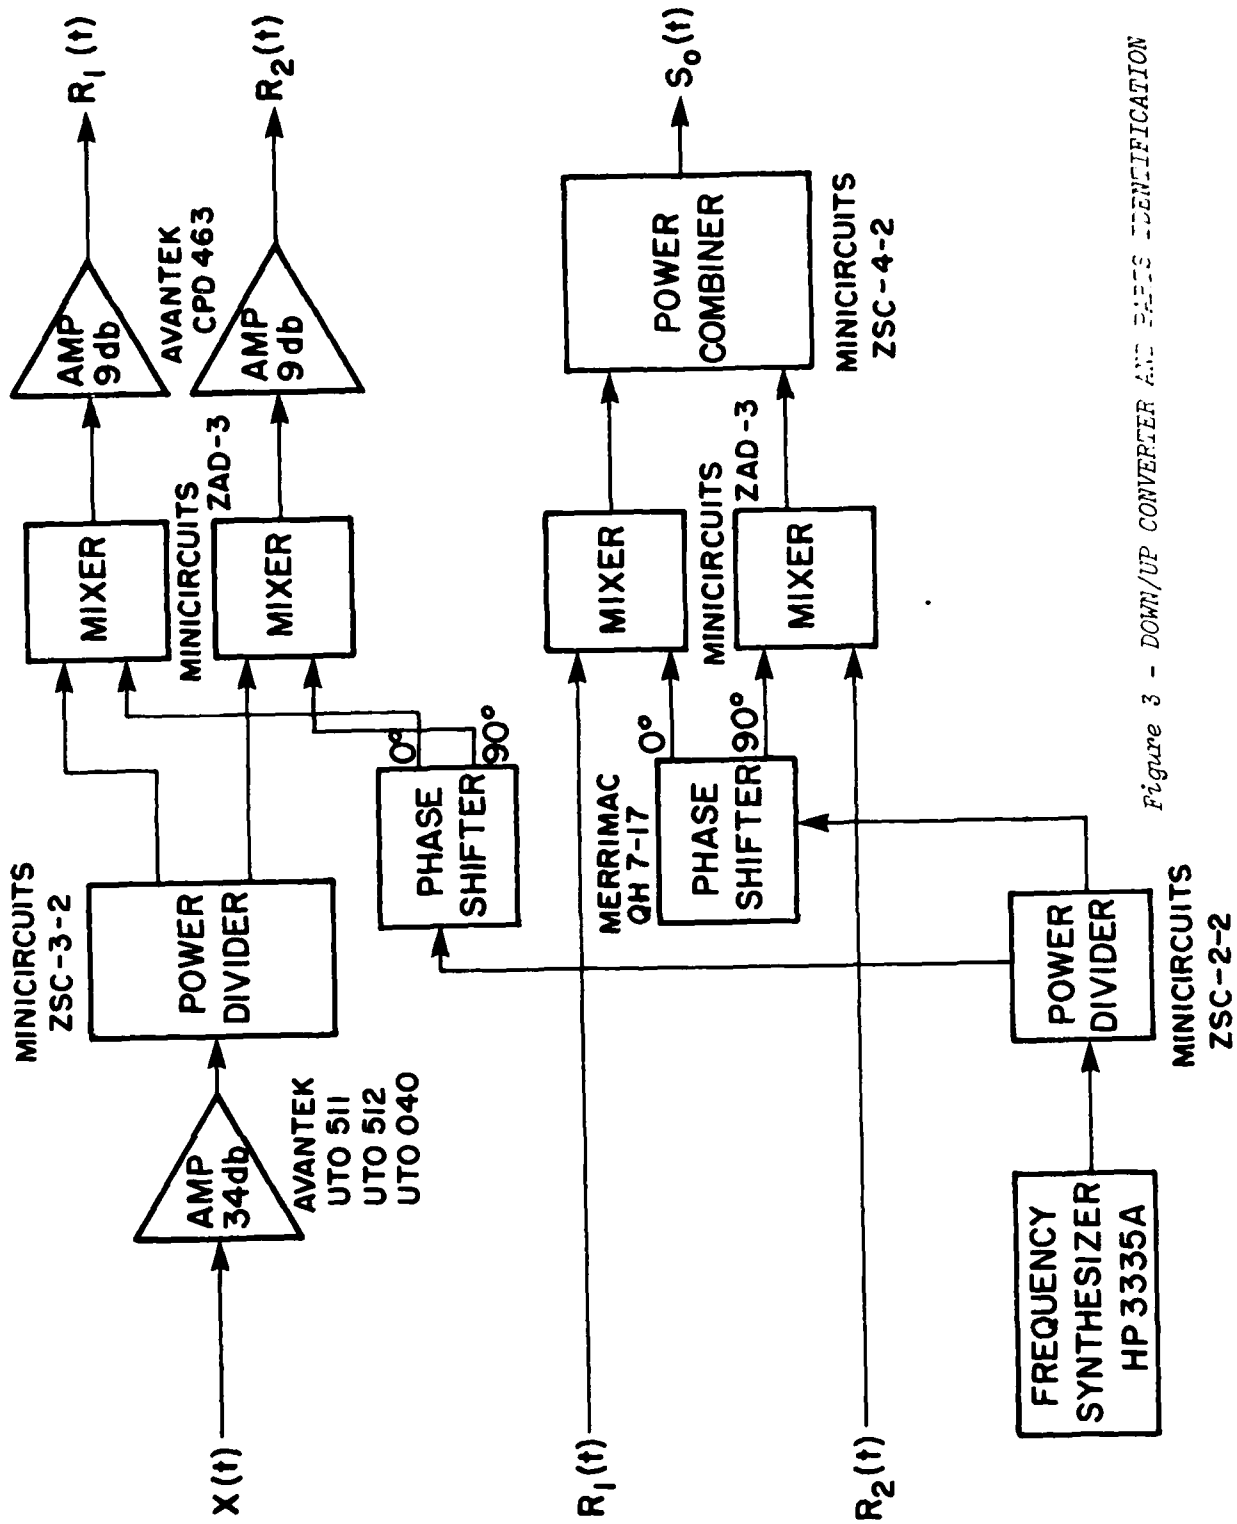 X(t)
AMP
34db
AVANTEK
UTO 511
UTO 512
UTO 040
MINICIRCUITS
ZSC-3-2
POWER
DIVIDER
MIXER
MINICIRCUITS
ZAD-3
MIXER
AMP
9db
AVANTEK
CPD 463
AMP
9db
R1 (t)
R2(t)
0°
90°
PHASE
SHIFTER
R1(t)
MERRIMAC
QH 7-17
PHASE
SHIFTER
0°
90°
MIXER
MINICIRCUITS
ZAD-3
MIXER
POWER
COMBINER
MINICIRCUITS
ZSC-4-2
So(t)
R2(t)
FREQUENCY
SYNTHESIZER
HP 3335A
POWER
DIVIDER
MINICIRCUITS
ZSC-2-2
Figure 3 - DOWN/UP CONVERTER AND PARTS IDENTIFICATION